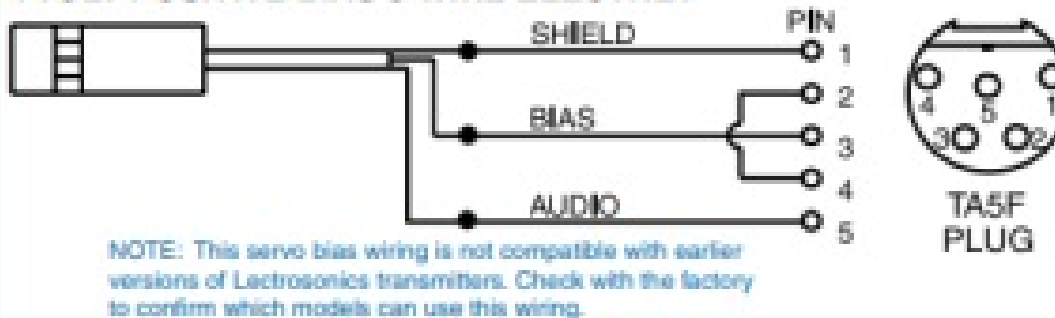 PIN
SHIELD
1
2
BIAS
3
4
AUDIO
5
4
5
1
3
2
TA5F
PLUG
NOTE: This servo bias wiring is not compatible with earlier
versions of Lectrosonics transmitters. Check with the factory
to confirm which models can use this wiring.